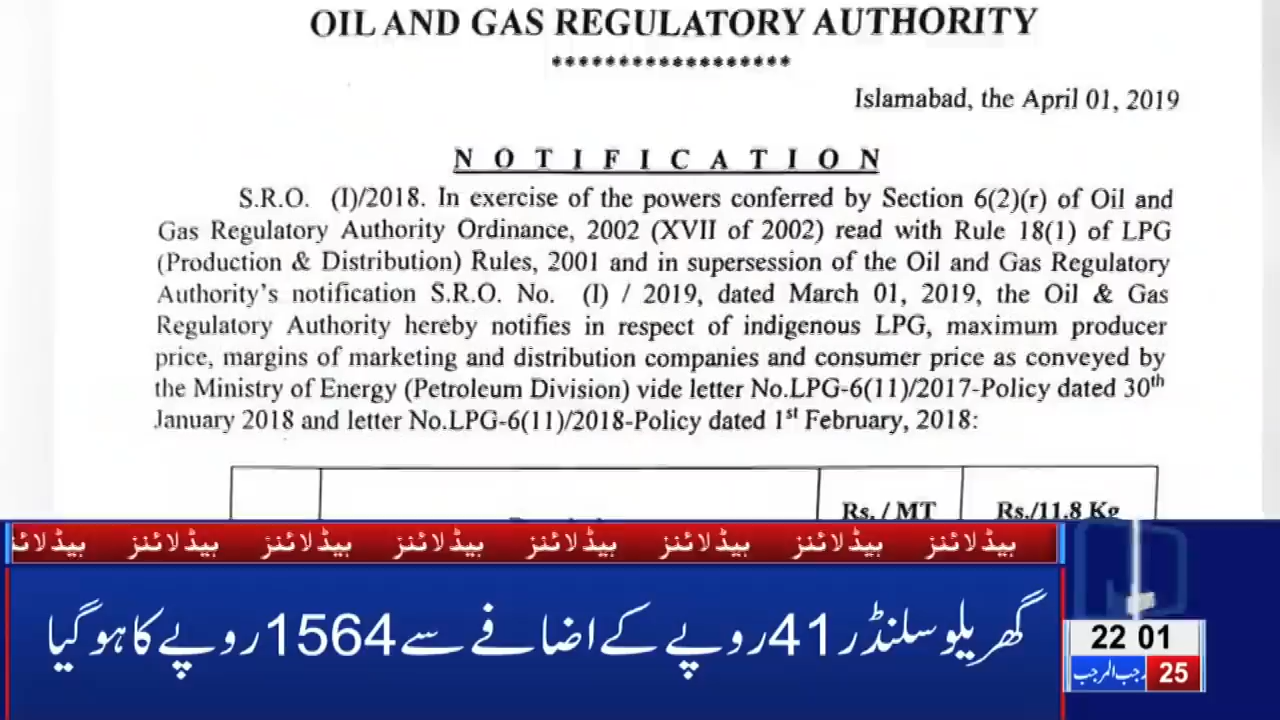 OIL AND GAS REGULATORY AUTHORITY
******************
Islamabad, the April 01, 2019
N O T I F I C A T I O N
S.R.O. (I)/2018. In exercise of the powers conferred by Section 6(2)(r) of Oil and
Gas Regulatory Authority Ordinance, 2002 (XVII of 2002) read with Rule 18(1) of LPG
(Production & Distribution) Rules, 2001 and in supersession of the Oil and Gas Regulatory
Authority's notification S.R.O. No. (I) / 2019, dated March 01, 2019, the Oil & Gas
Regulatory Authority hereby notifies in respect of indigenous LPG, maximum producer
price, margins of marketing and distribution companies and consumer price as conveyed by
the Ministry of Energy (Petroleum Division) vide letter No.LPG-6(11)/2017-Policy dated 30th
January 2018 and letter No.LPG-6(11)/2018-Policy dated 1st February, 2018:
Rs. / MT Rs./11.8 Kg
ہیڈلائنز ہیڈلائنز ہیڈلائنز ہیڈلائنز ہیڈلائنز ہیڈلائنز ہیڈلائنز ہیڈلائنز
گھریلو سلنڈر 41 روپے کے اضافے سے 1564 روپے کا ہوگیا
22 01
25 رجب المرجب